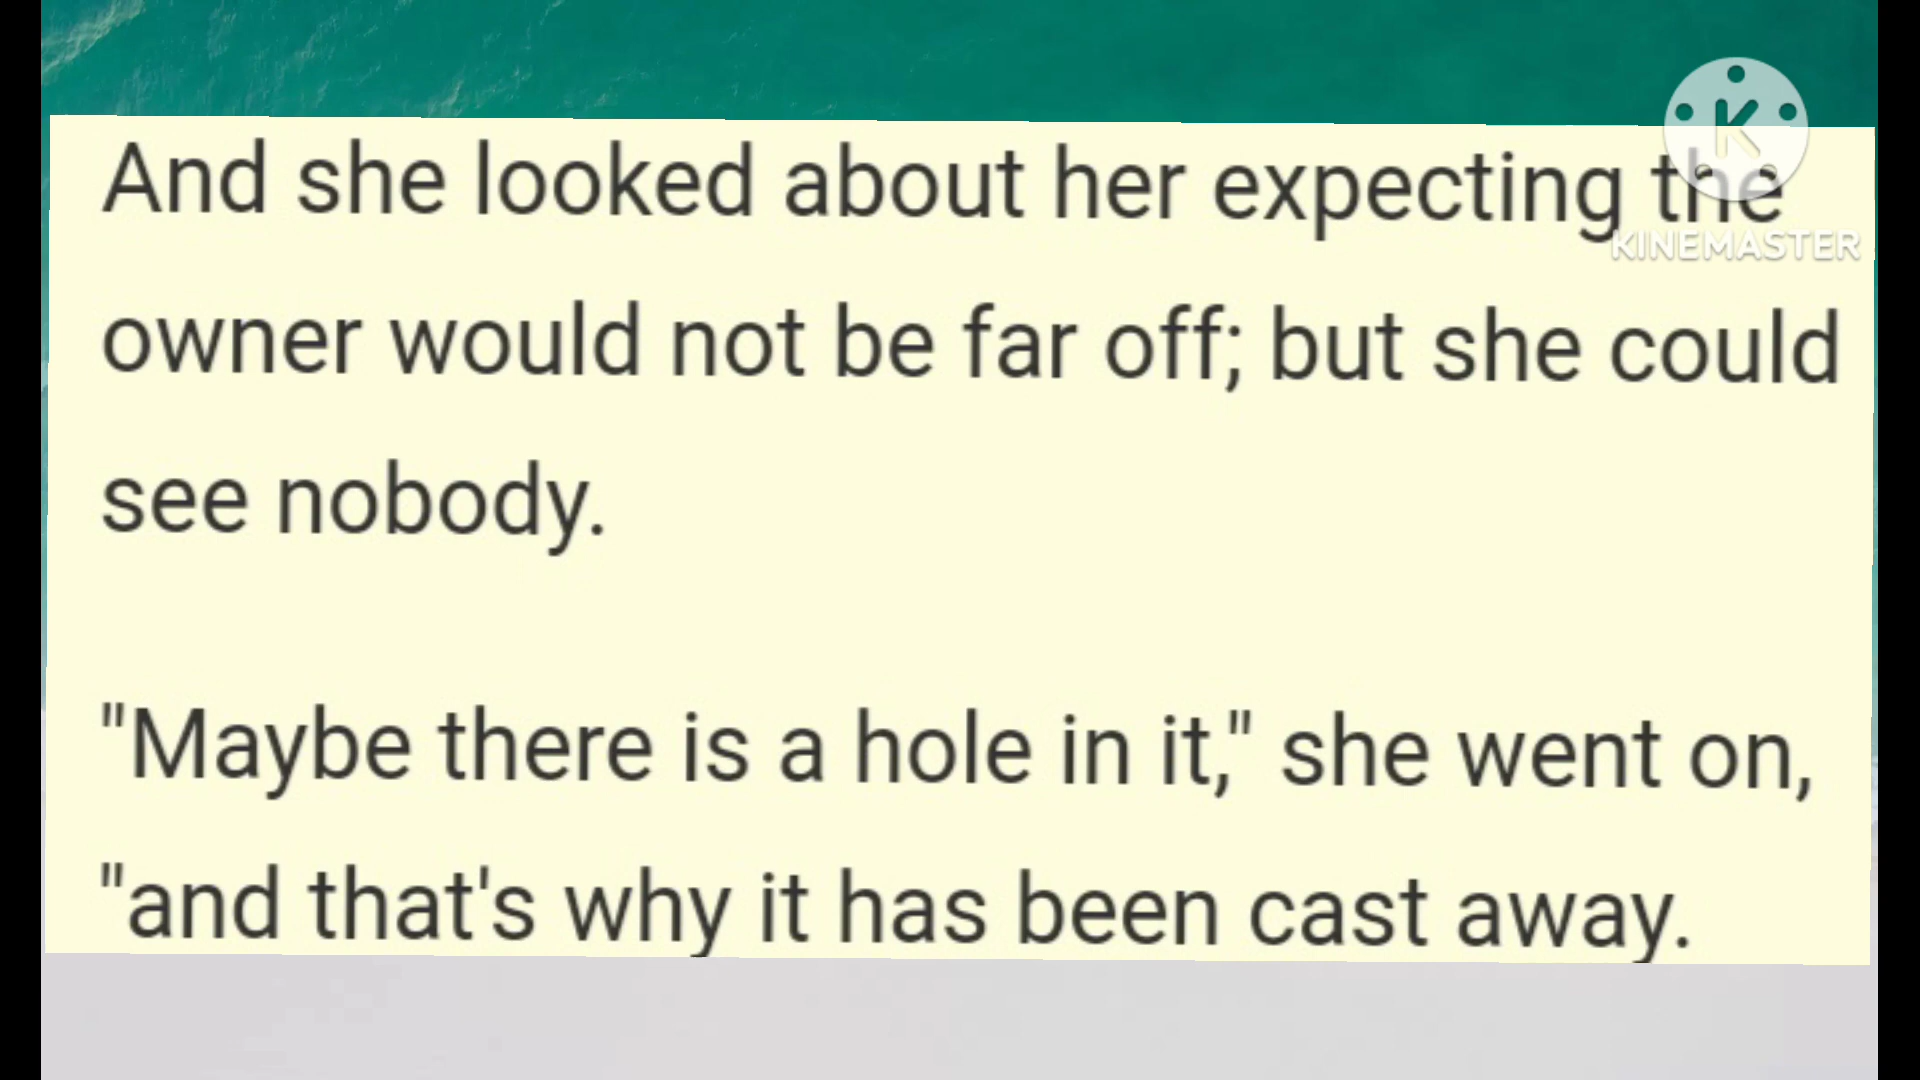 And she looked about her expecting the
KINEMASTER
owner would not be far off; but she could
see nobody.
"Maybe there is a hole in it," she went on,
"and that's why it has been cast away.